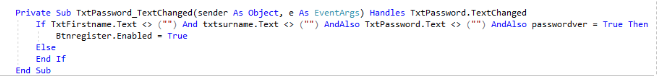 Private Sub TxtPassword_TextChanged(sender As Object, e As EventArgs) Handles TxtPassword.TextChanged
If TxtFirstname.Text <> ("") And txtsurname.Text <> ("") AndAlso TxtPassword.Text <> ("") AndAlso passwordver = True Then
Btnregister.Enabled = True
Else
End If
End Sub